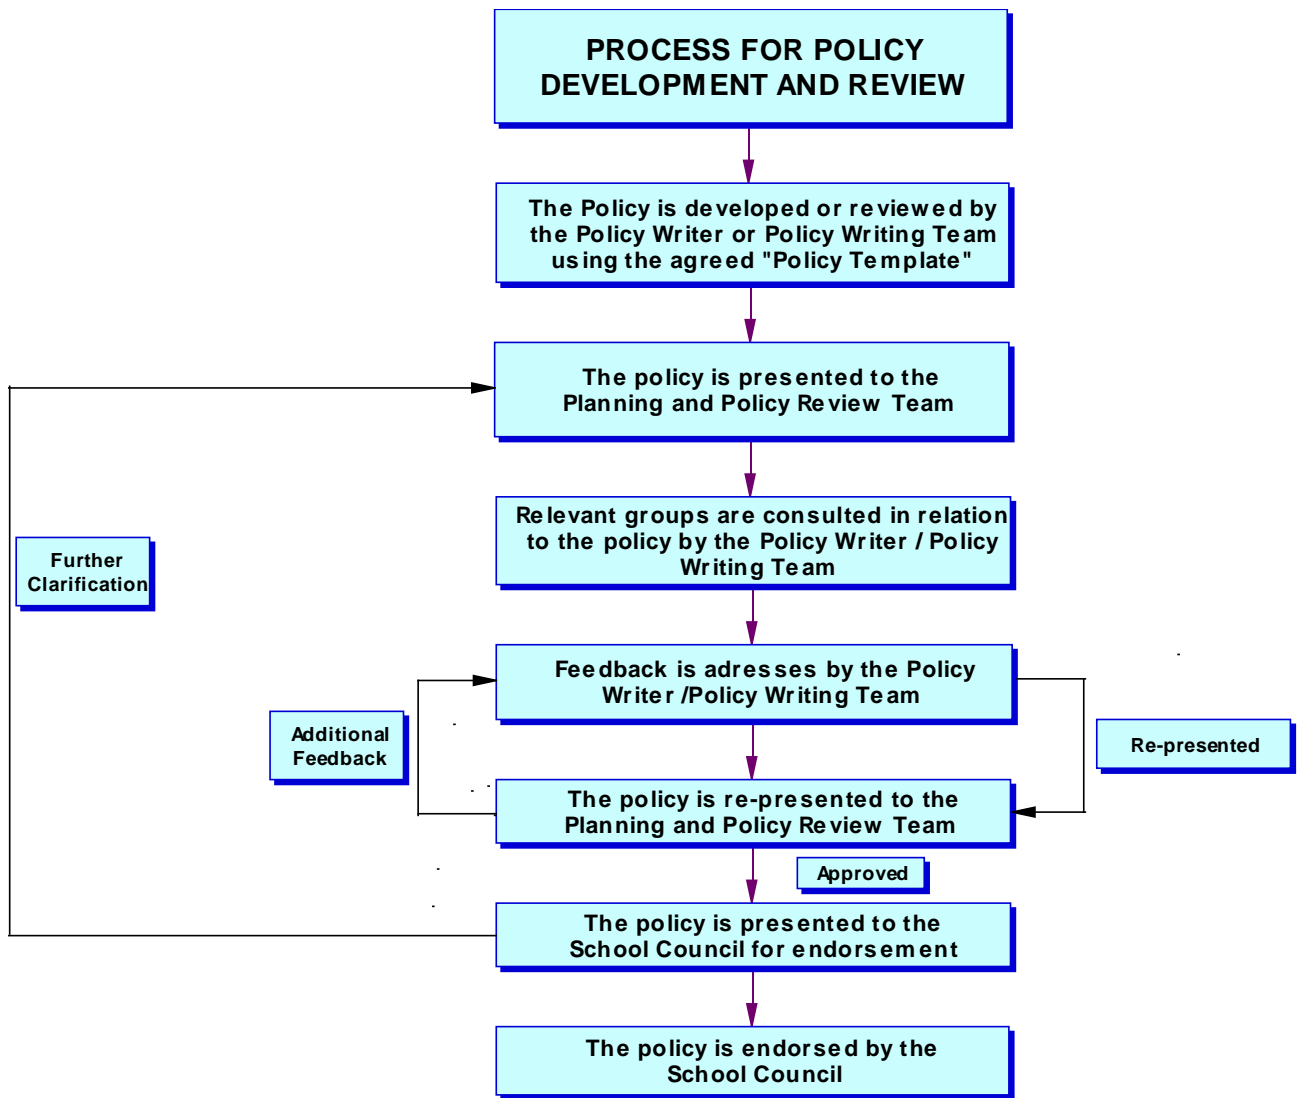 PROCESS FOR POLICY
DEVELOPMENT AND REVIEW
The Policy is developed or reviewed by
the Policy Writer or Policy Writing Team
using the agreed "Policy Template"
The policy is presented to the
Planning and Policy Review Team
Relevant groups are consulted in relation
to the policy by the Policy Writer / Policy
Writing Team
Further
Clarification
Feedback is adresses by the Policy
Writer /Policy Writing Team
Additional
Feedback
Re-presented
The policy is re-presented to the
Planning and Policy Review Team
Approved
The policy is presented to the
School Council for endorsement
The policy is endorsed by the
School Council